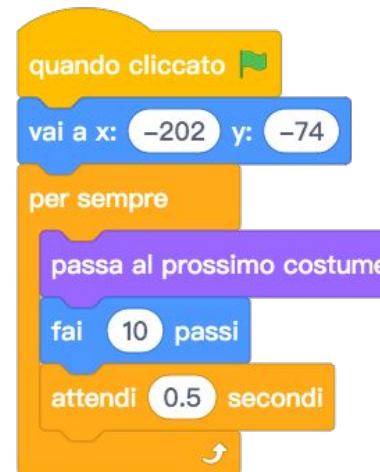 quando cliccato
vai a x: -202 y: -74
per sempre
passa al prossimo costume
fai 10 passi
attendi 0.5 secondi